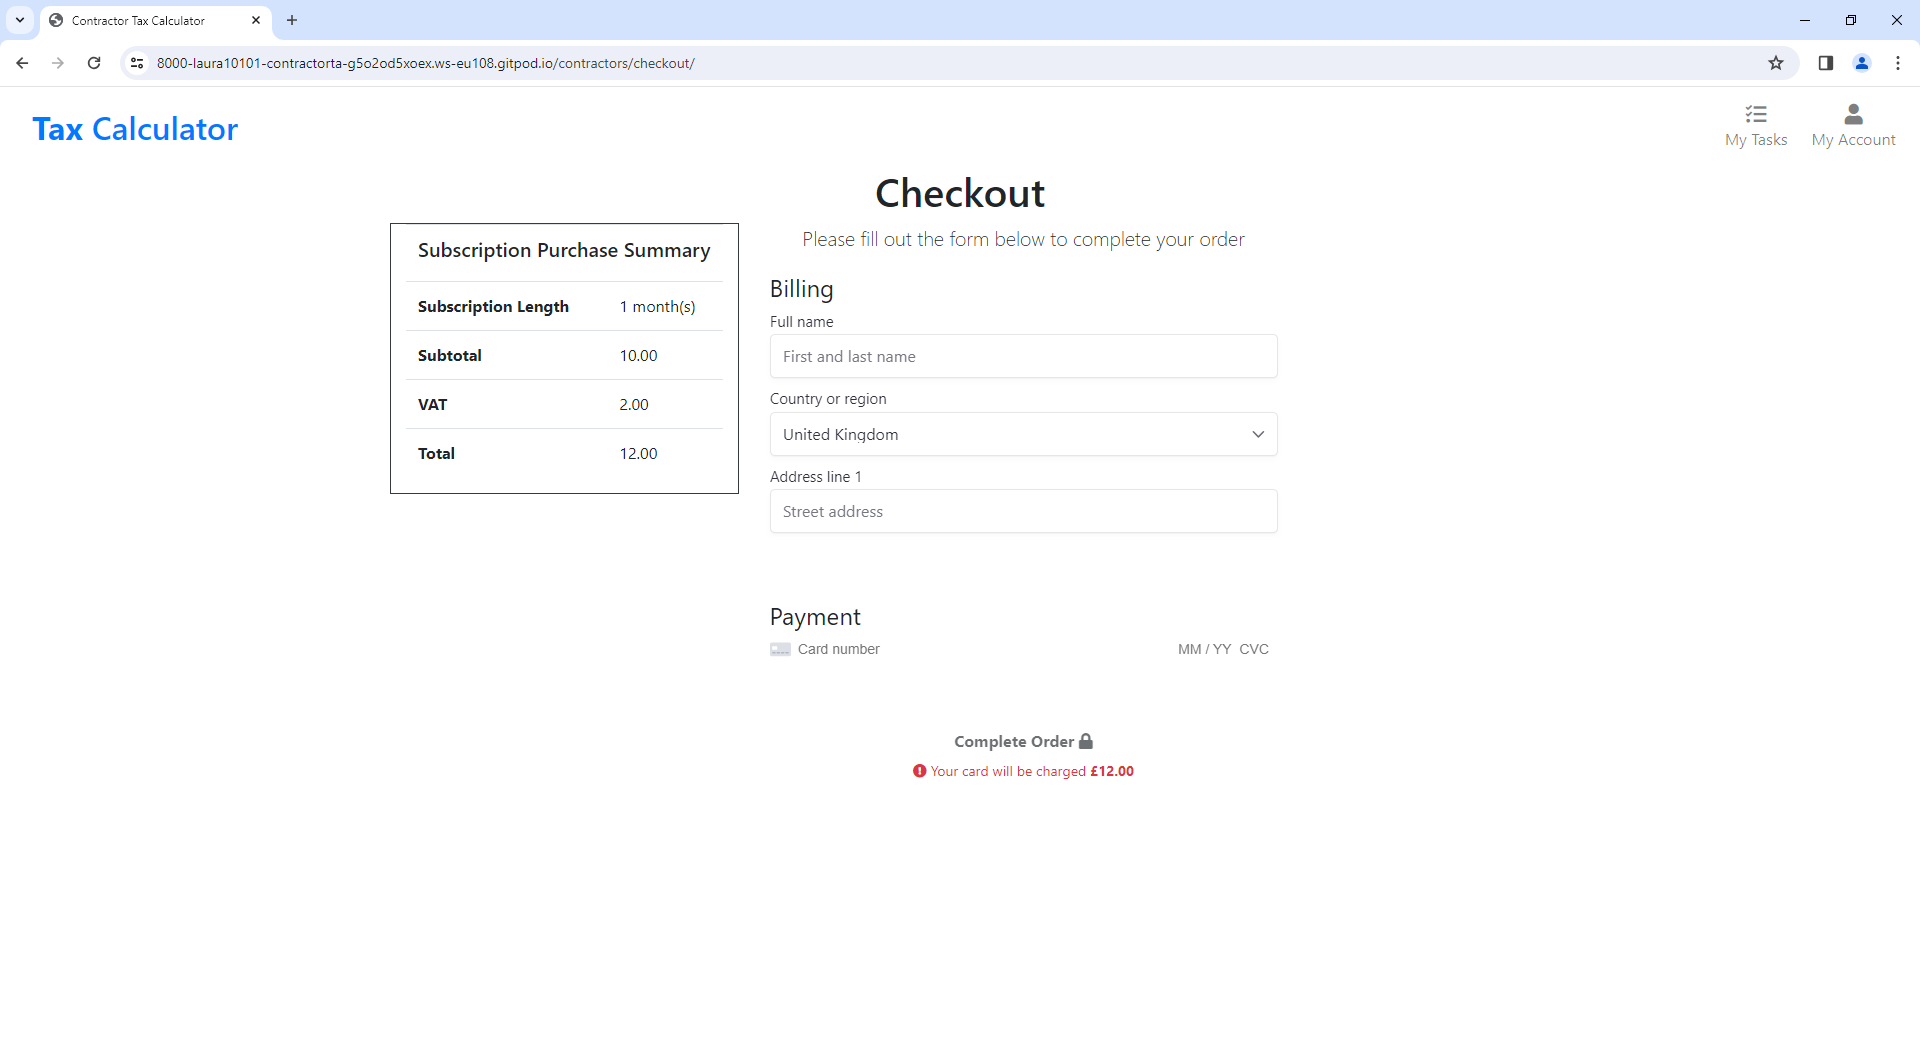 Contractor Tax Calculator
8000-laura10101-contractorta-g5o2od5xoex.ws-eu108.gitpod.io/contractors/checkout/
Tax Calculator
My Tasks
My Account
Checkout
Subscription Purchase Summary
Subscription Length 1 month(s)
Subtotal 10.00
VAT 2.00
Total 12.00
Please fill out the form below to complete your order
Billing
Full name
First and last name
Country or region
United Kingdom
Address line 1
Street address
Payment
Card number MM / YY CVC
Complete Order
Your card will be charged £12.00